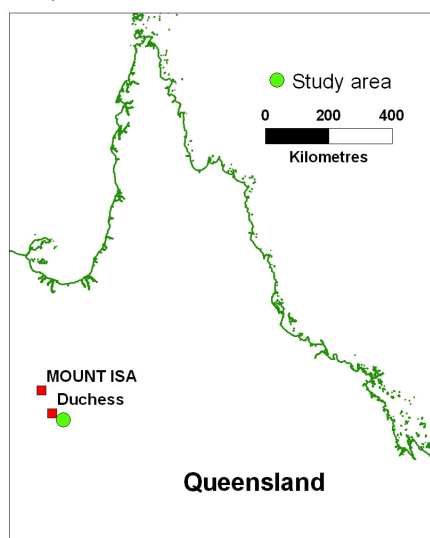 Study area
0 200 400
Kilometres
MOUNT ISA
Duchess
Queensland